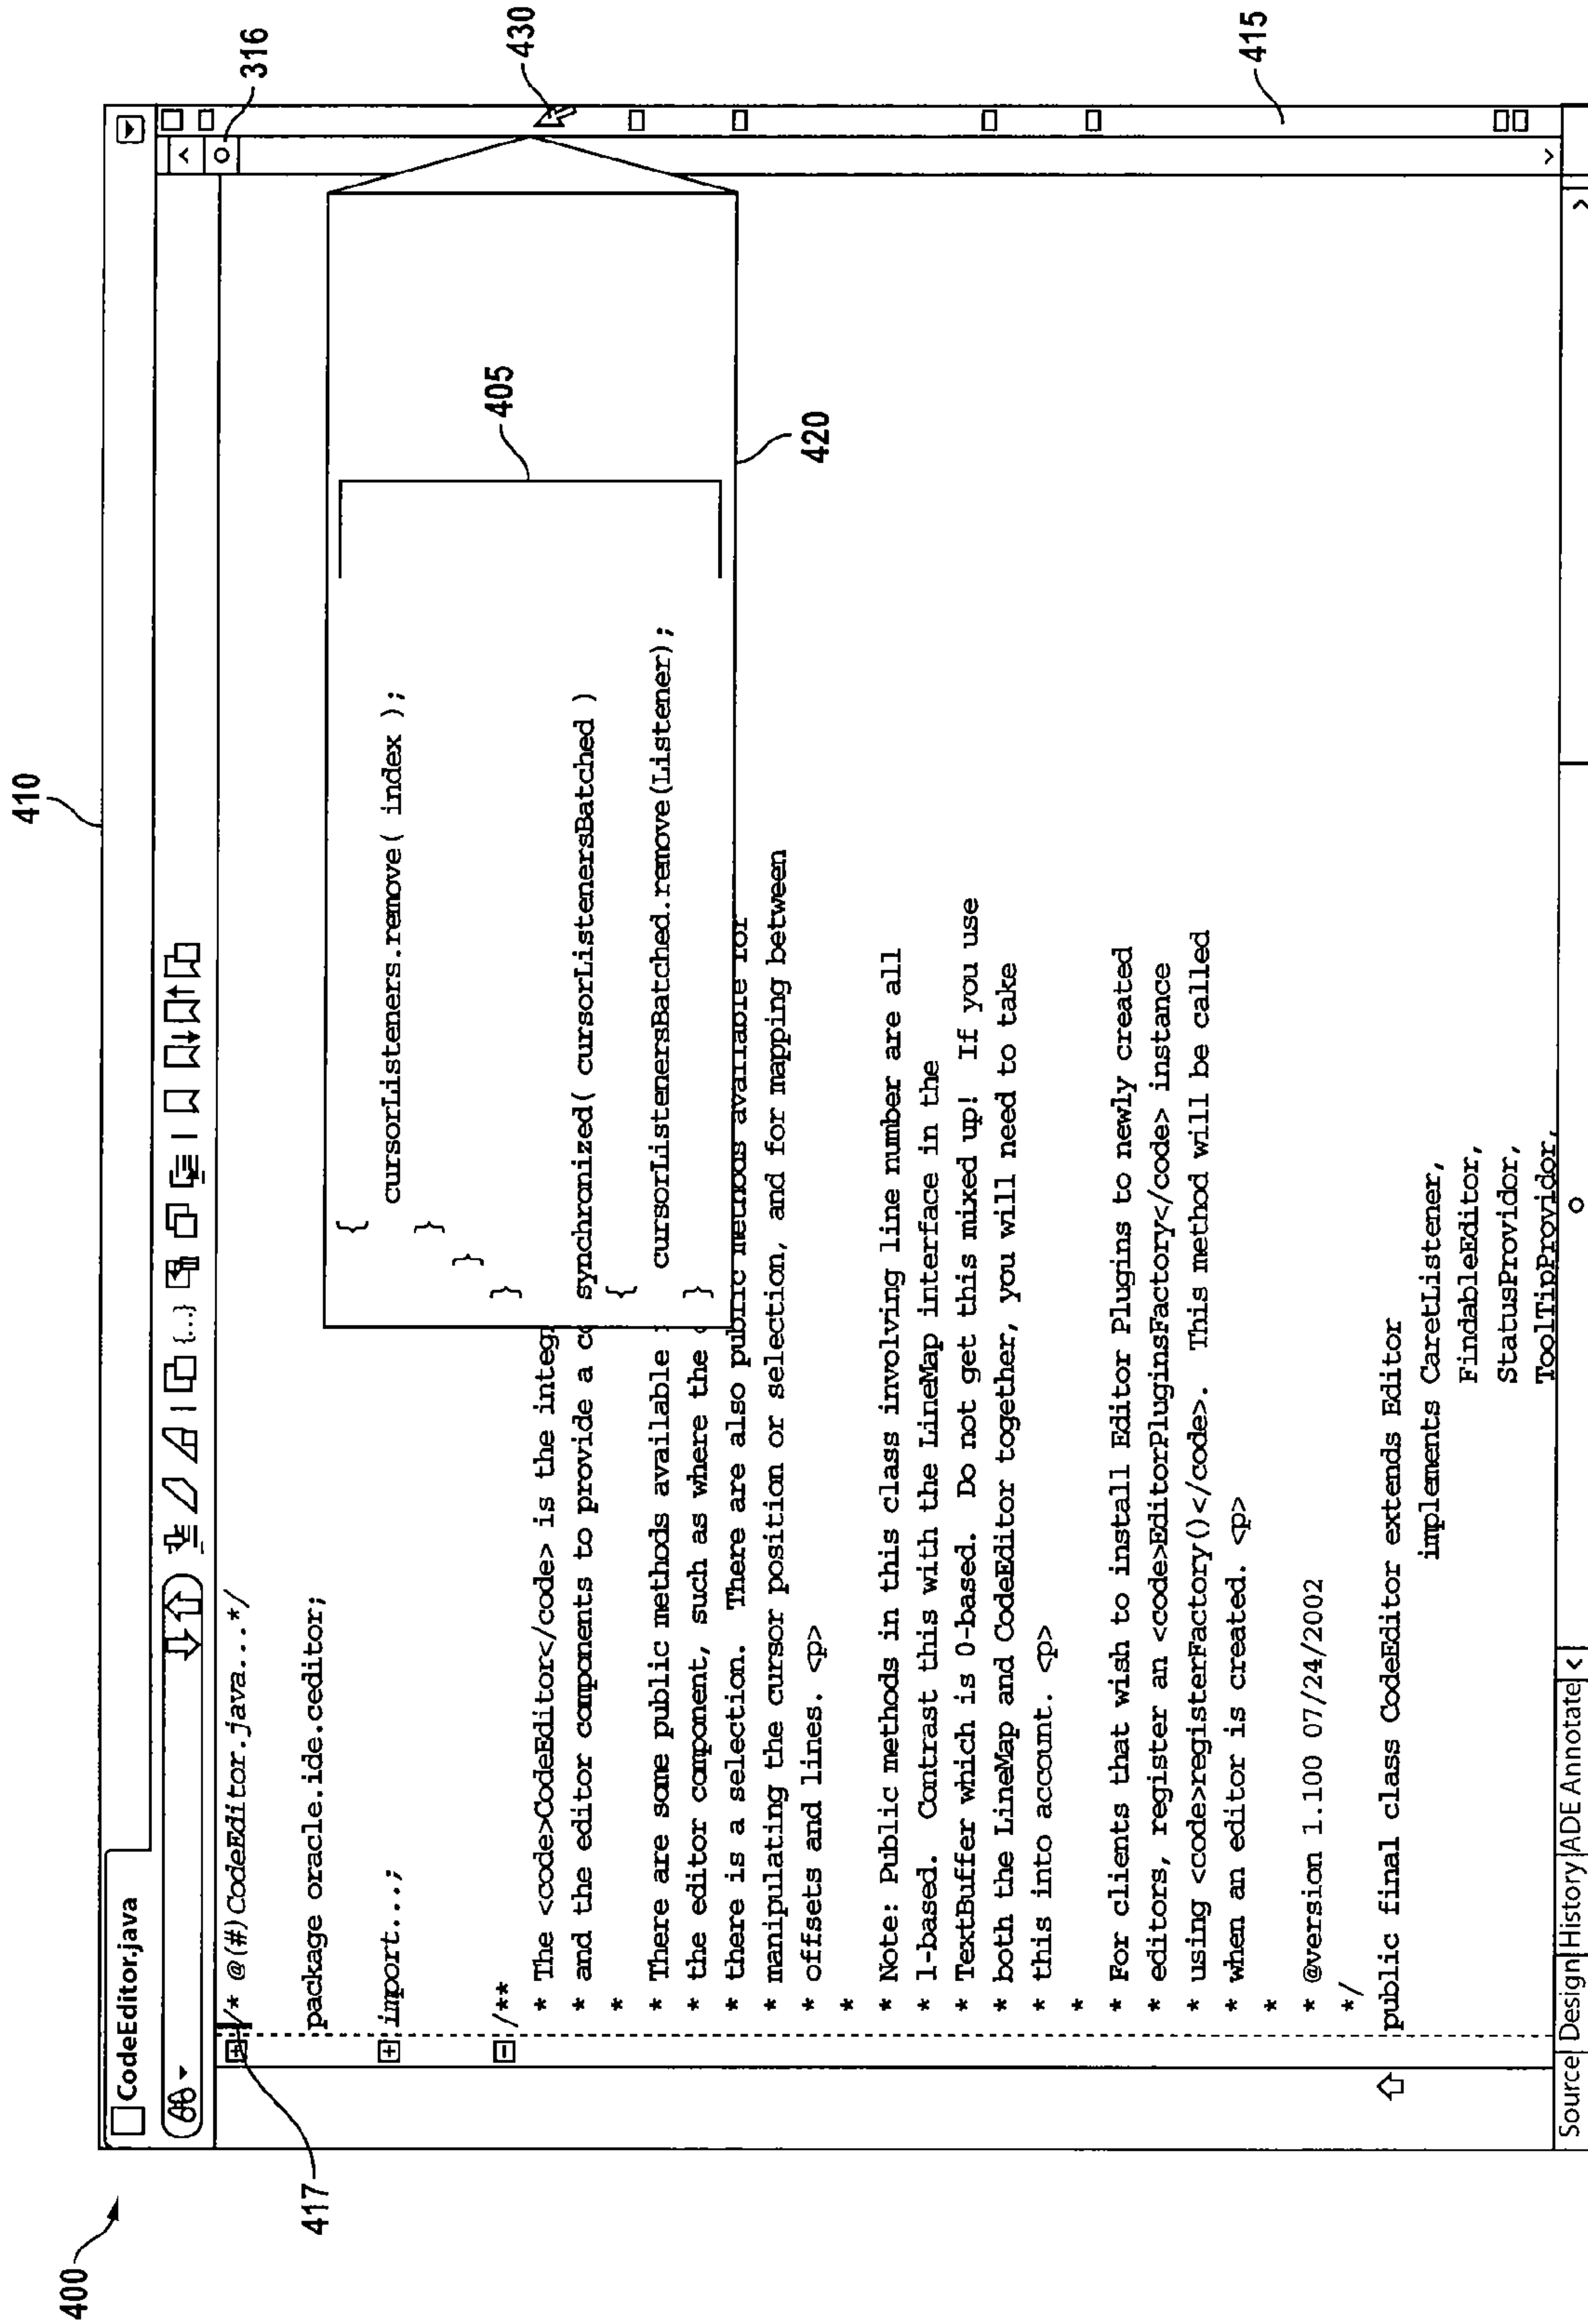 400
410
CodeEditor.java
316
{...}
417
/* @(#)CodeEditor.java...*/
package oracle.ide.ceditor;
import...;
/**
* The <code>CodeEditor</code> is the integ
* and the editor components to provide a co
*
* There are some public methods available
* the editor component, such as where the
* there is a selection.  There are also public methods available for
* manipulating the cursor position or selection, and for mapping between
* offsets and lines. <p>
*
* Note: Public methods in this class involving line number are all
* 1-based.  Contrast this with the LineMap interface in the
* TextBuffer which is 0-based.  Do not get this mixed up!  If you use
* both the LineMap and CodeEditor together, you will need to take
* this into account. <p>
*
* For clients that wish to install Editor Plugins to newly created
* editors, register an <code>EditorPluginsFactory</code> instance
* using <code>registerFactory()</code>.  This method will be called
* when an editor is created. <p>
*
* @version 1.100 07/24/2002
*/
public final class CodeEditor extends Editor
implements CaretListener,
FindableEditor,
StatusProvidor,
ToolTipProvidor,
{
cursorListeners.remove( index );
}
}
}
synchronized( cursorListenersBatched )
{
cursorListenersBatched.remove(Listener);
}
405
420
430
415
Source Design History ADE Annotate